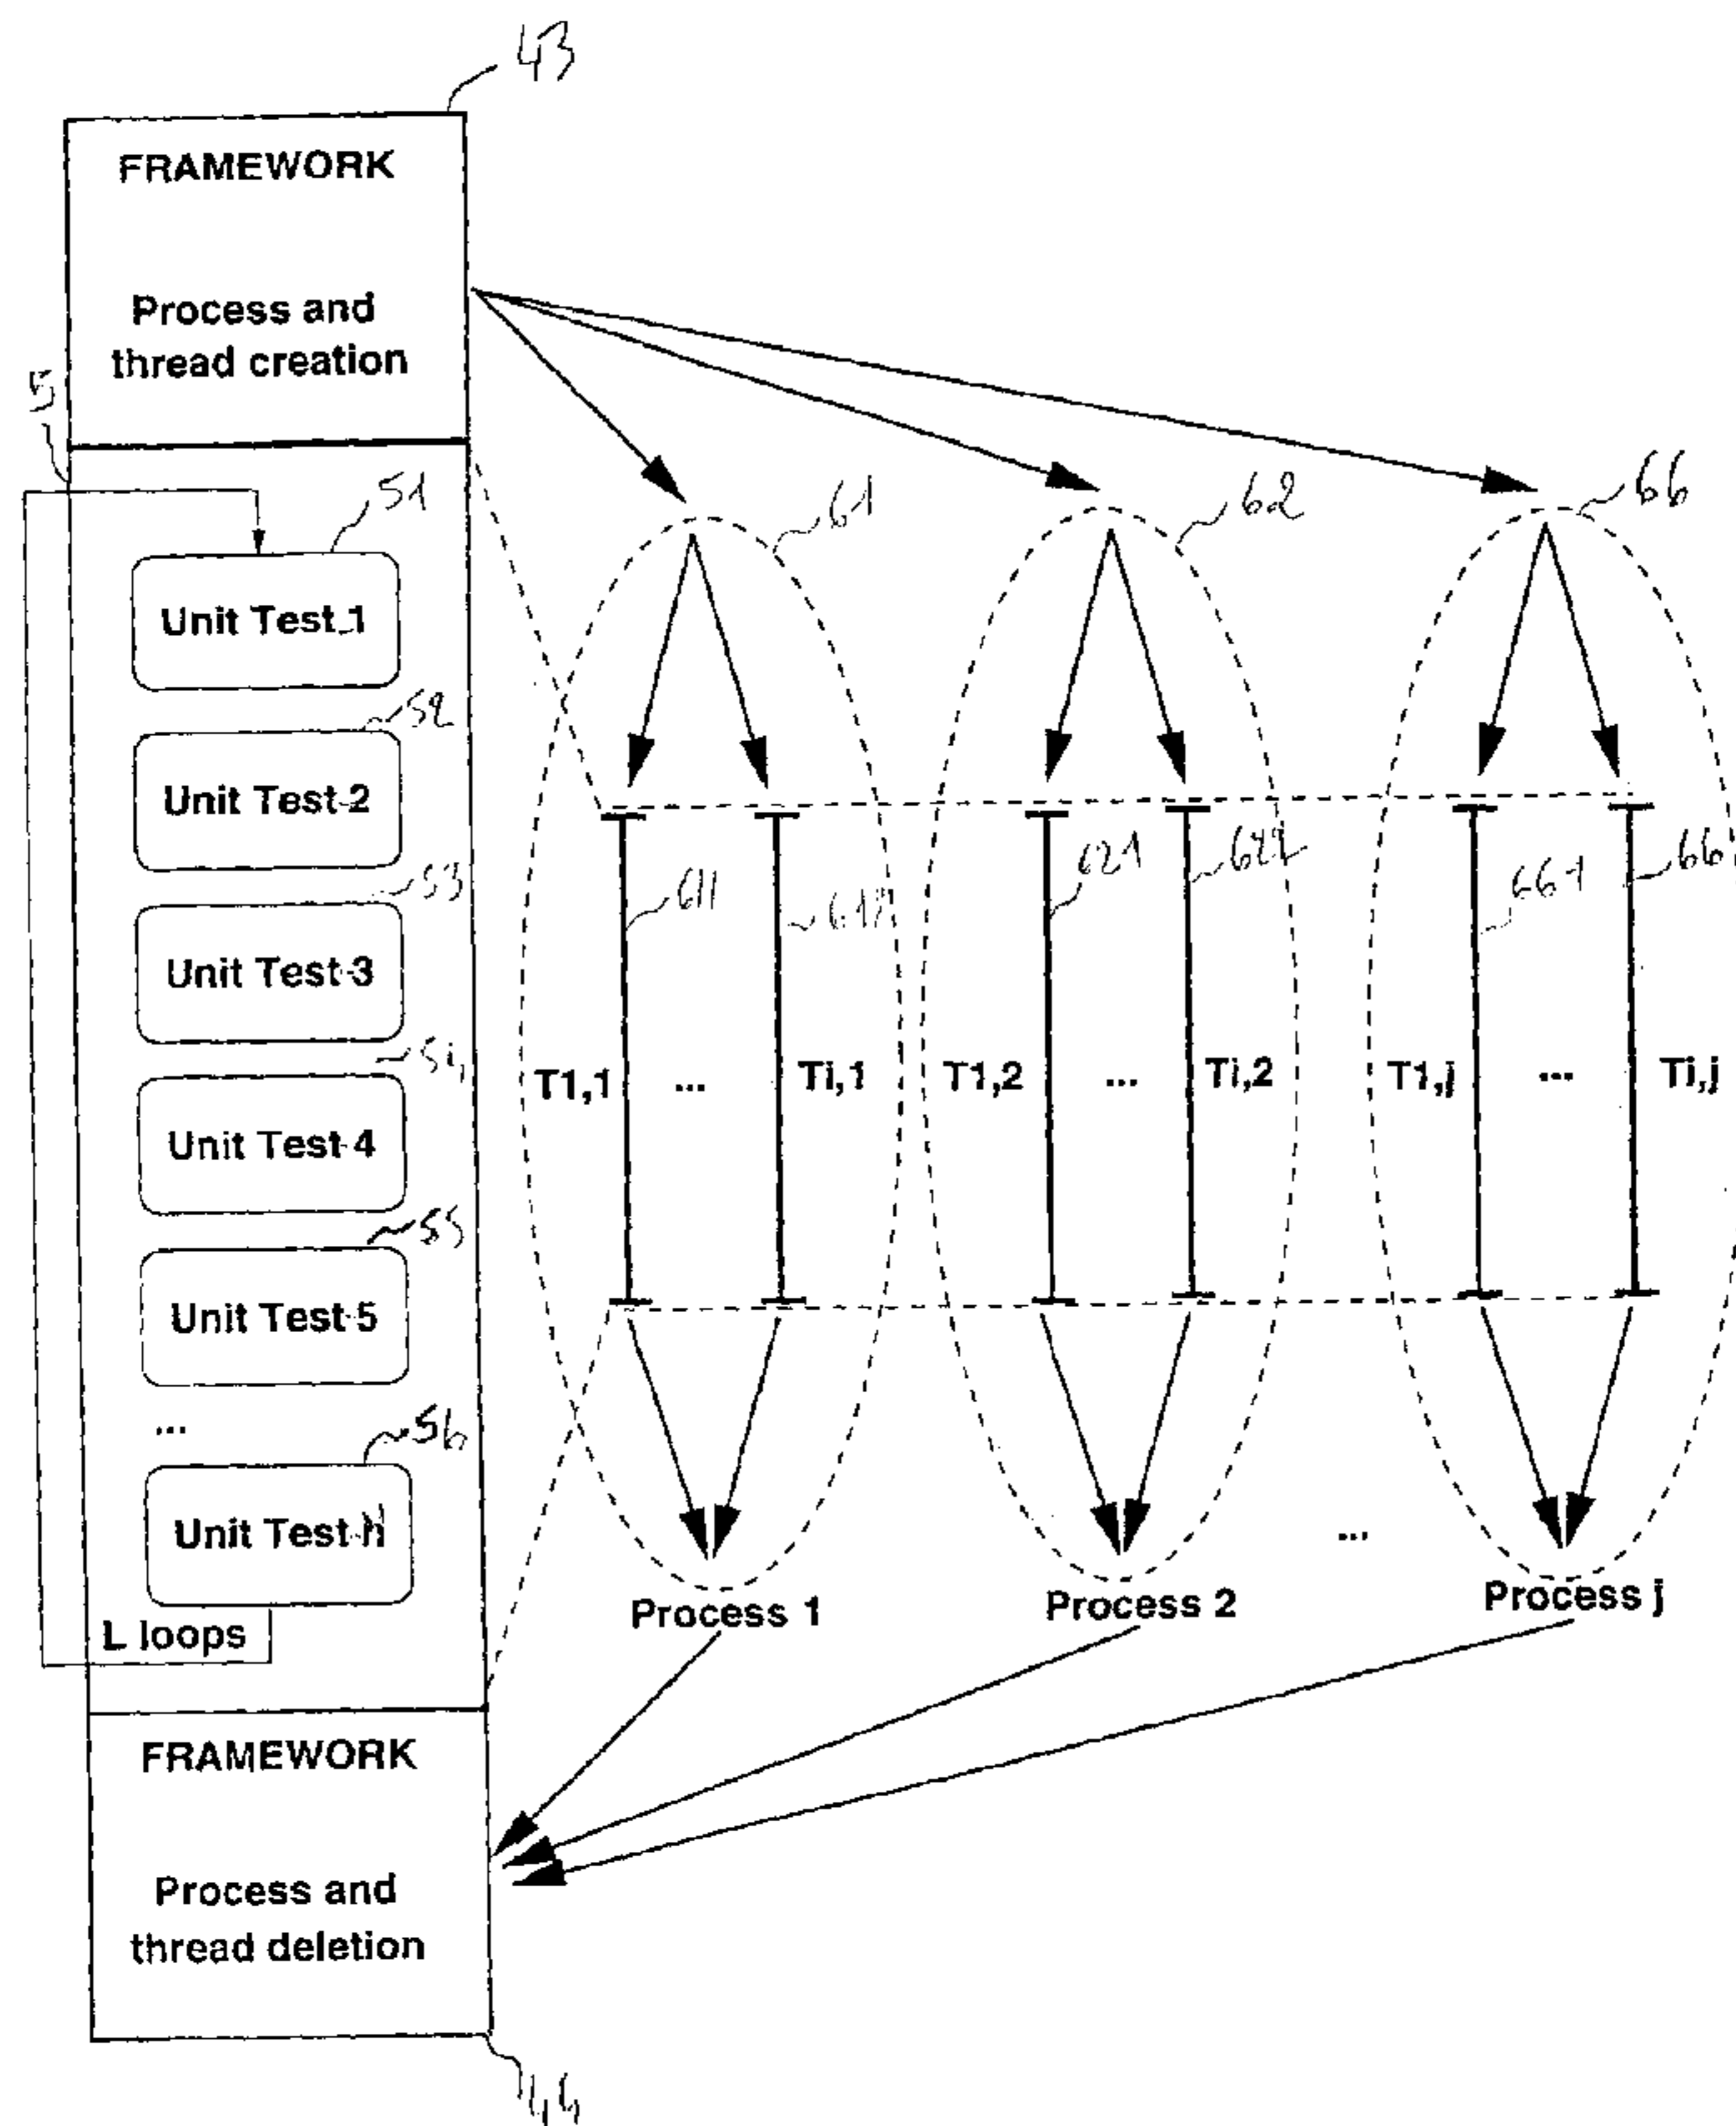 43
FRAMEWORK
Process and
thread creation
5
51
61
62
66
Unit Test 1
52
Unit Test 2
53
611
621
622
661
Unit Test 3
T1,1
...
Ti,1
T1,2
...
Ti,2
T1,j
...
Ti,j
Unit Test 4
55
Unit Test 5
...
56
Unit Test
...
Process 1
Process 2
Process j
L loops
FRAMEWORK
Process and
thread deletion
44